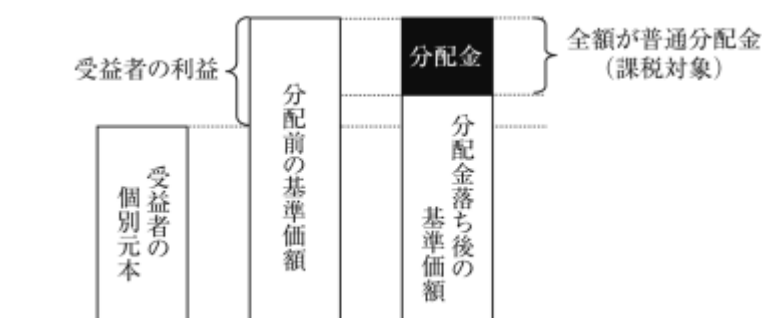 受益者の利益
受益者の
個別元本
分配前の基準価額
分配金
分配金落ち後の
基準価額
全額が普通分配金
（課税対象）